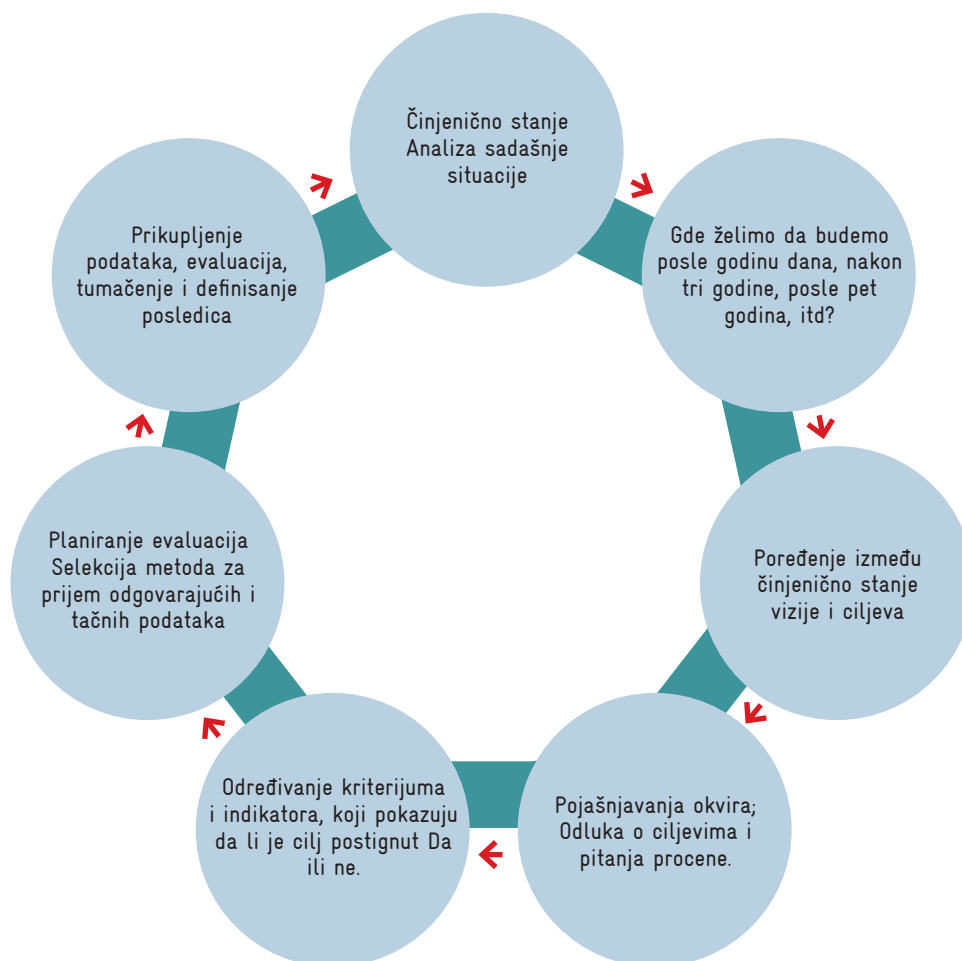 Činjenično stanje
Analiza sadašnje
situacije
Gde želimo da budemo
posle godinu dana, nakon
tri godine, posle pet
godina, itd?
Poređenje između
činjenično stanje
vizije i ciljeva
Pojašnjavanja okvira;
Odluka o ciljevima i
pitanja procene.
Određivanje kriterijuma
i indikatora, koji pokazuju
da li je cilj postignut Da
ili ne.
Planiranje evaluacija
Selekcija metoda za
prijem odgovarajućih i
tačnih podataka
Prikupljenje
podataka, evaluacija,
tumačenje i definisanje
posledica